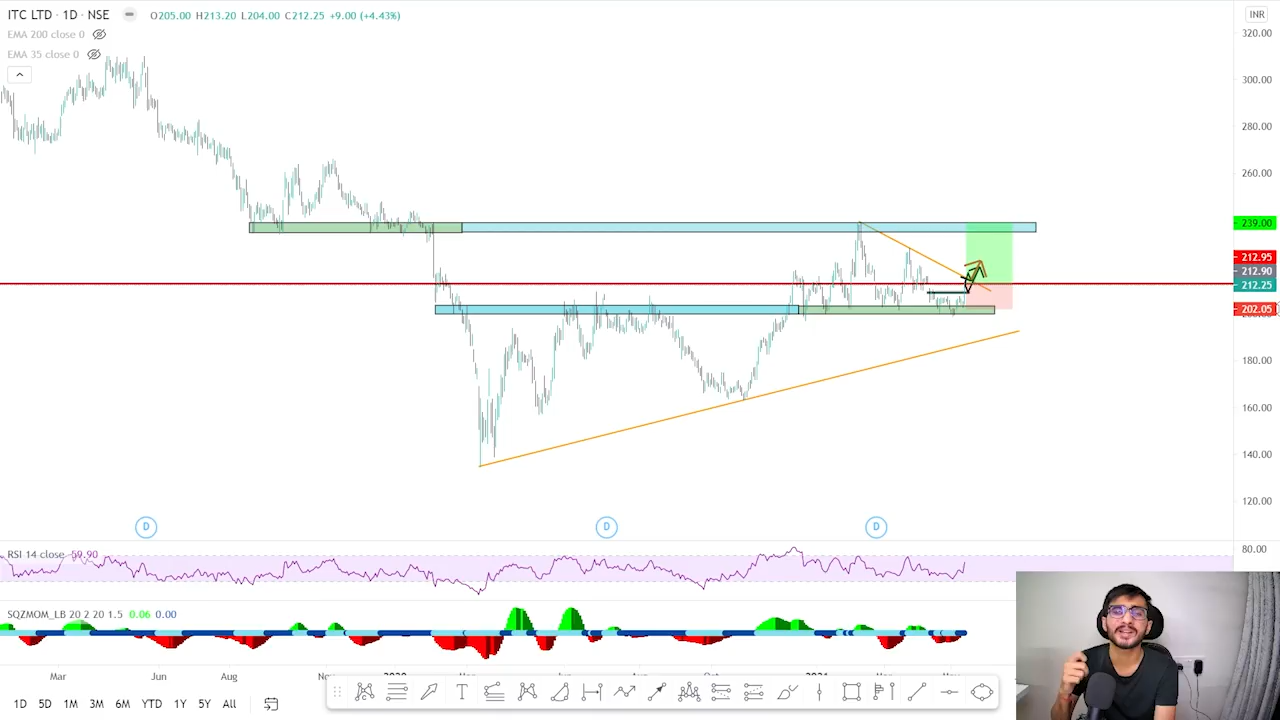 ITC LTD · 1D · NSE O205.00 H213.20 L204.00 C212.25 +9.00 (+4.43%)
EMA 200 close 0
EMA 35 close 0
INR
320.00
300.00
280.00
260.00
239.00
212.95
212.90
212.25
202.05
180.00
160.00
140.00
120.00
D D D
RSI 14 close 59.90
80.00
SQZMOM_LB 20 2 20 1.5 0.06 0.00
Mar Jun Aug 2020 Oct 2021
1D 5D 1M 3M 6M YTD 1Y 5Y All